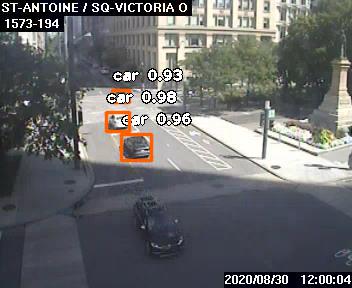 ST-ANTOINE / SQ-VICTORIA O
1573-194
car 0.93
car 0.98
car 0.96
2020/08/30 12:00:04